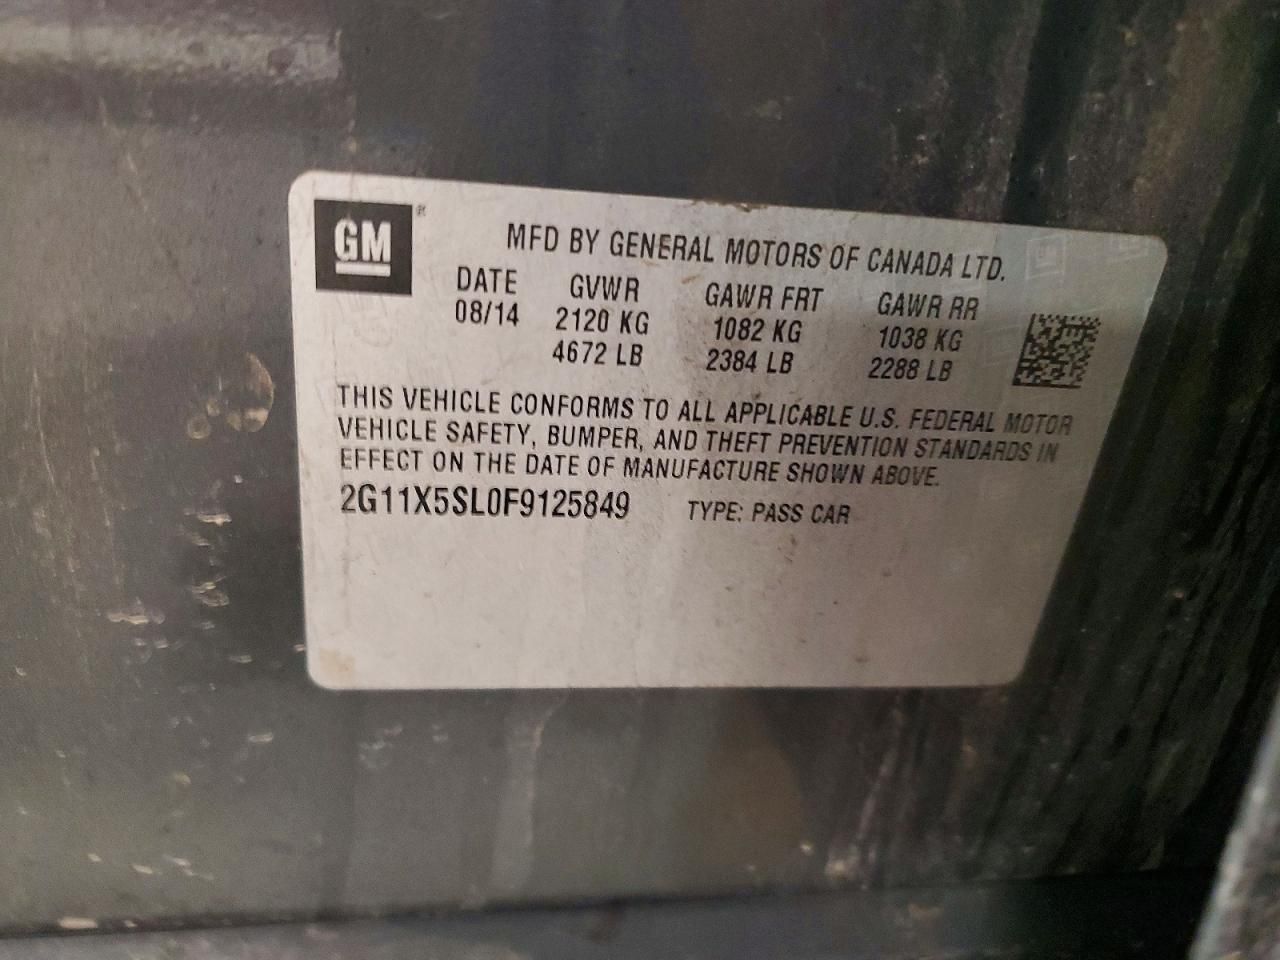 GM ®
MFD BY GENERAL MOTORS OF CANADA LTD.
DATE GVWR GAWR FRT GAWR RR
08/14 2120 KG 1082 KG 1038 KG
4672 LB 2384 LB 2288 LB
THIS VEHICLE CONFORMS TO ALL APPLICABLE U.S. FEDERAL MOTOR
VEHICLE SAFETY, BUMPER, AND THEFT PREVENTION STANDARDS IN
EFFECT ON THE DATE OF MANUFACTURE SHOWN ABOVE.
2G11X5SL0F9125849 TYPE: PASS CAR